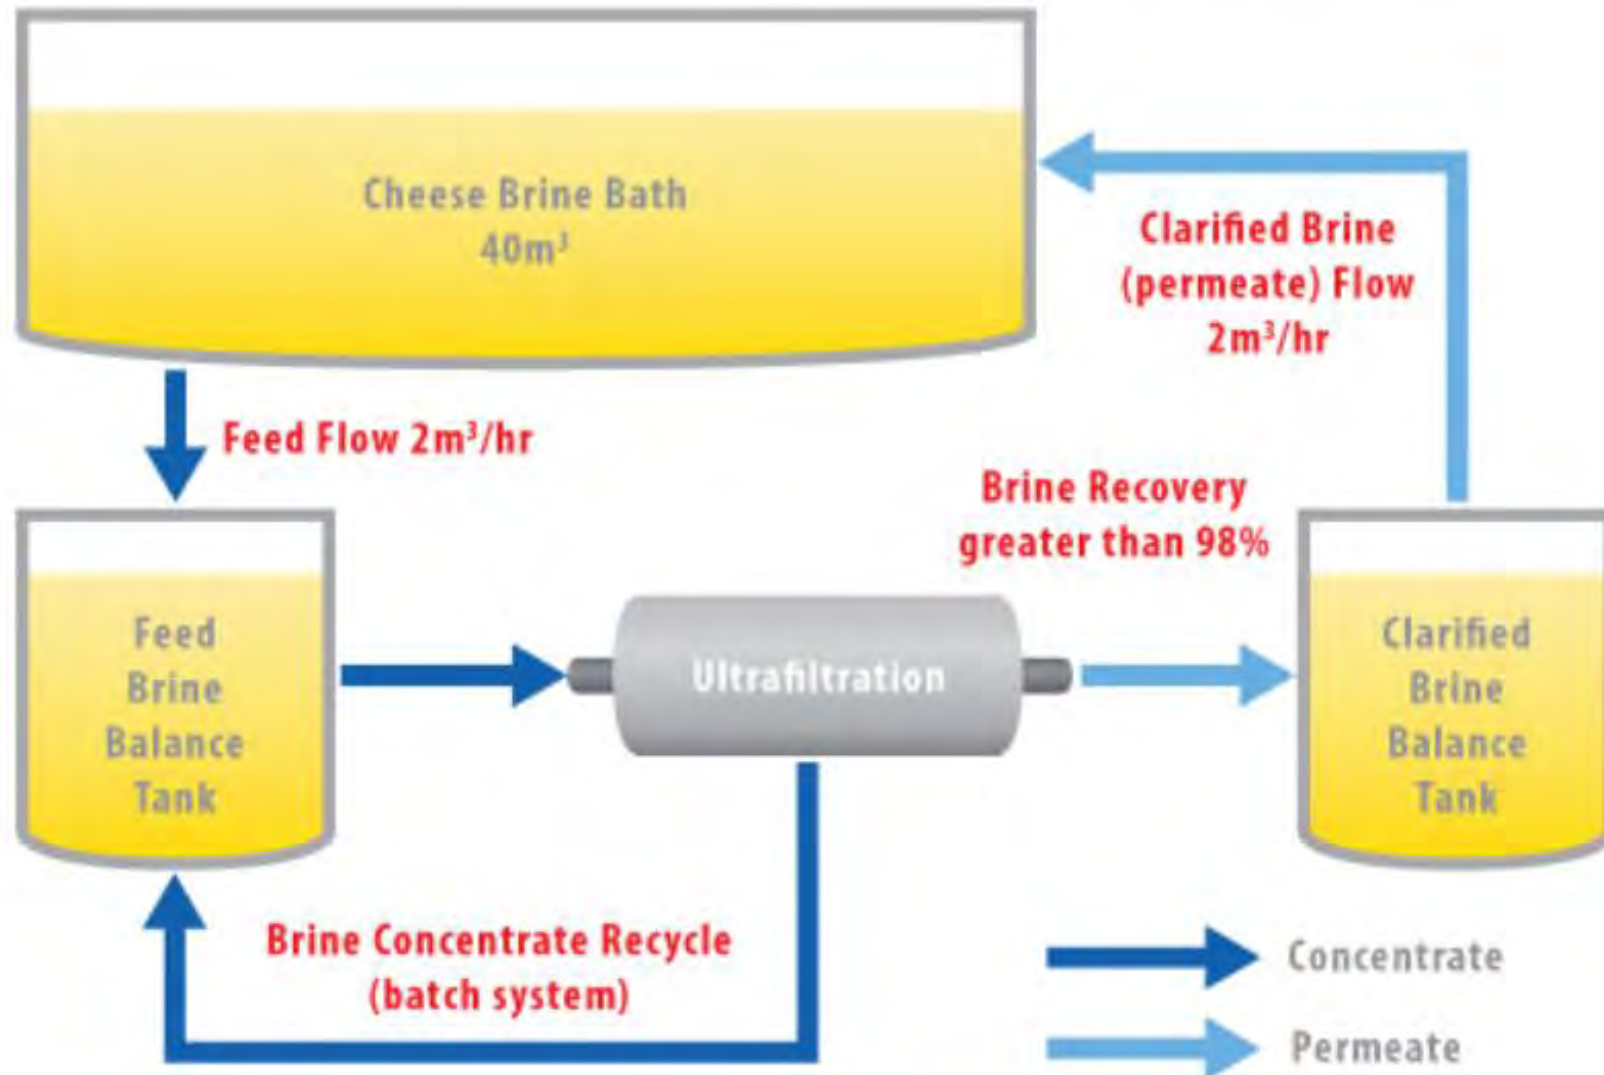 Cheese Brine Bath
40m³
Clarified Brine
(permeate) Flow
2m³/hr
Feed Flow 2m³/hr
Brine Recovery
greater than 98%
Feed
Brine
Balance
Tank
Ultrafiltration
Clarified
Brine
Balance
Tank
Brine Concentrate Recycle
(batch system)
Concentrate
Permeate